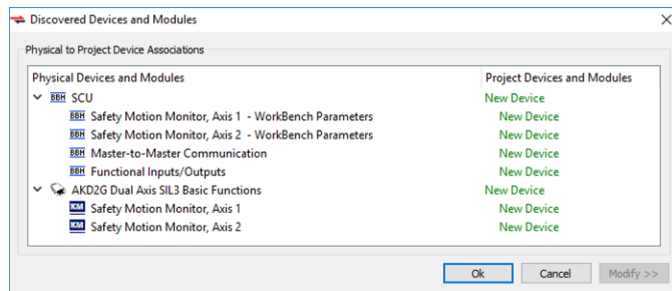 Discovered Devices and Modules
Physical to Project Device Associations
Physical Devices and Modules Project Devices and Modules
BBH SCU New Device
BBH Safety Motion Monitor, Axis 1 - WorkBench Parameters New Device
BBH Safety Motion Monitor, Axis 2 - WorkBench Parameters New Device
BBH Master-to-Master Communication New Device
BBH Functional Inputs/Outputs New Device
AKD2G Dual Axis SIL3 Basic Functions New Device
KM Safety Motion Monitor, Axis 1 New Device
KM Safety Motion Monitor, Axis 2 New Device
Ok Cancel Modify >>